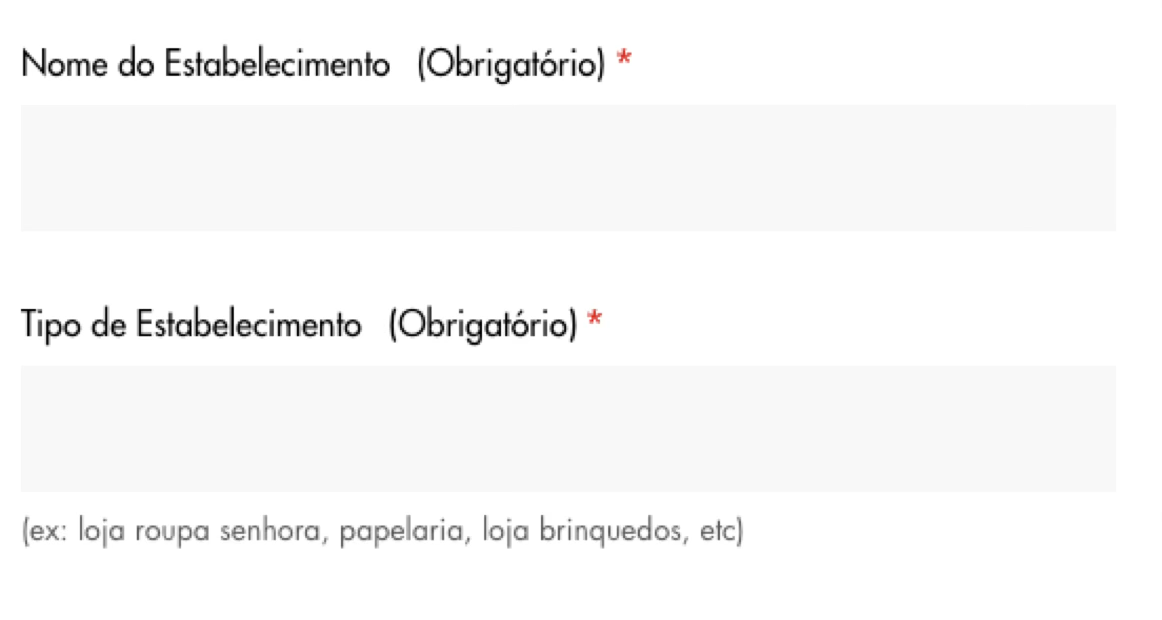 Nome do Estabelecimento (Obrigatório) *
Tipo de Estabelecimento (Obrigatório) *
(ex: loja roupa senhora, papelaria, loja brinquedos, etc)